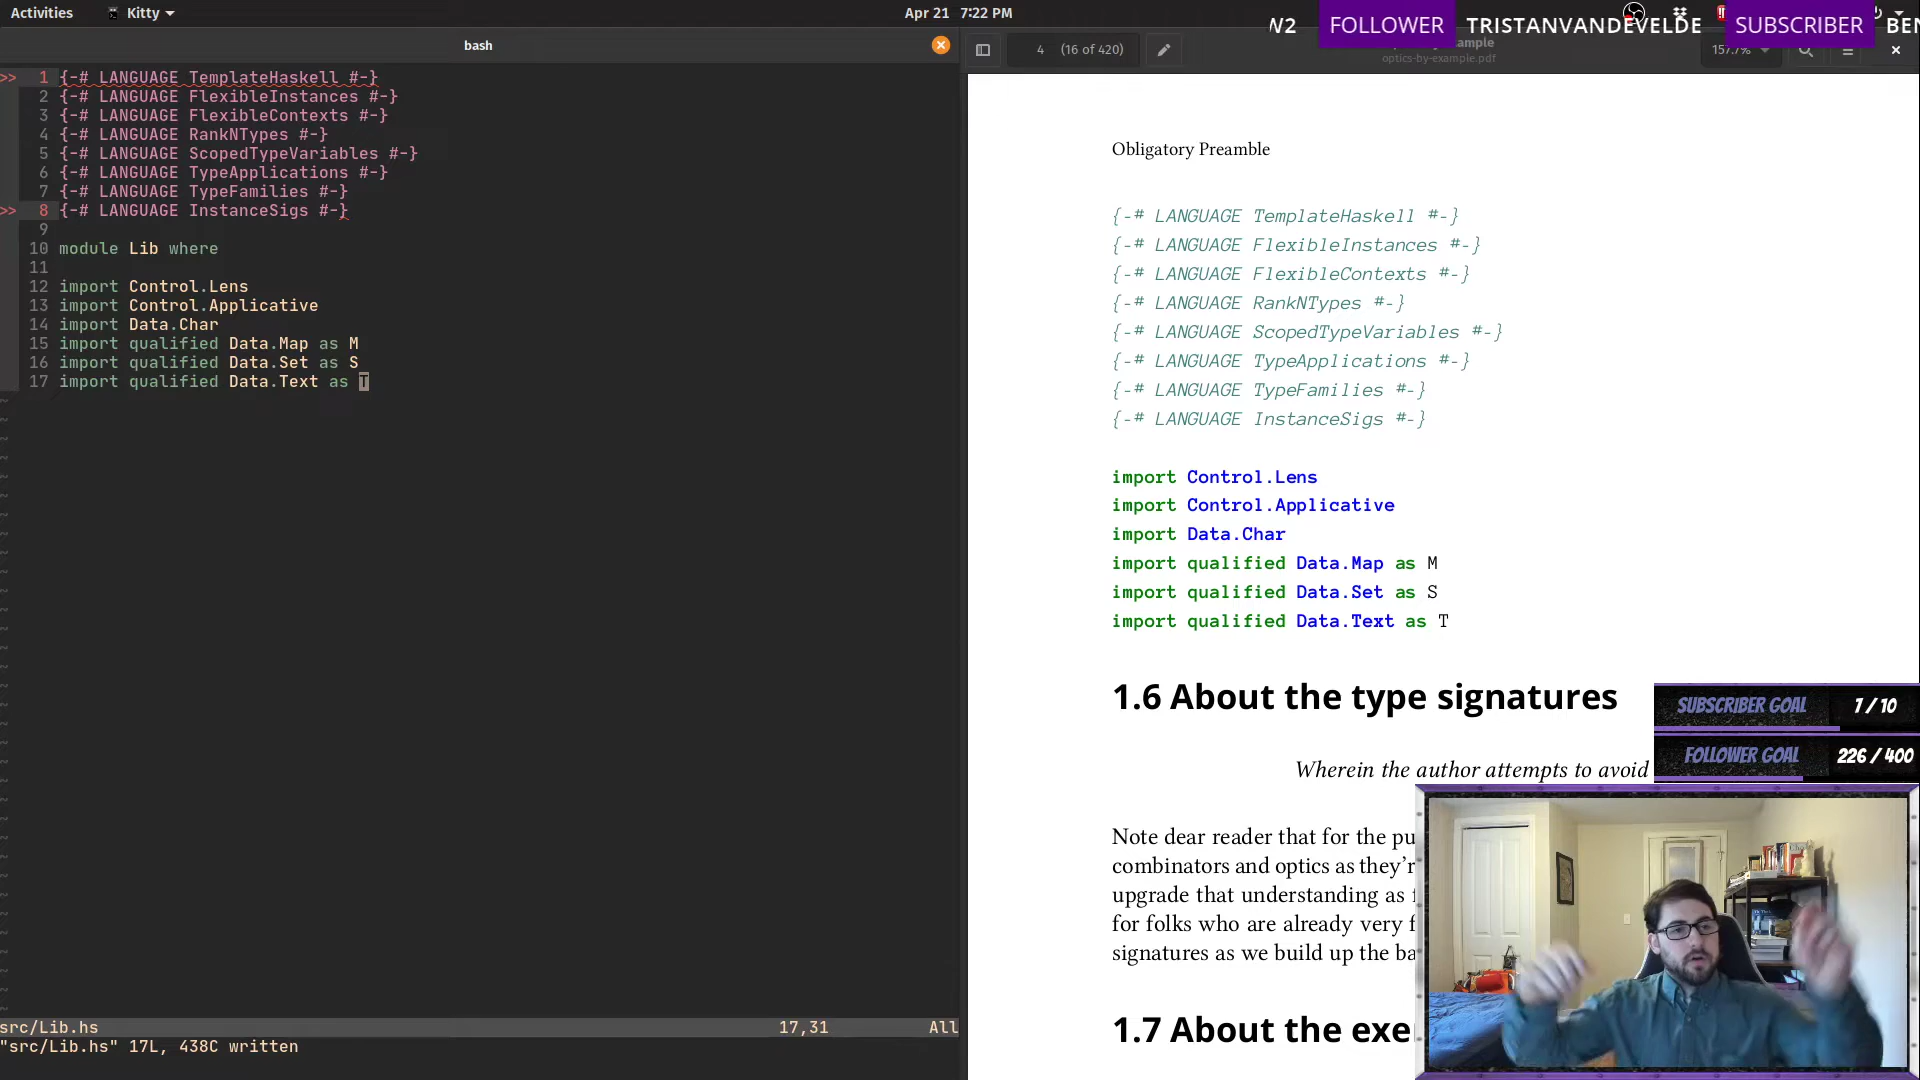 Activities
Kitty
Apr 21 7:22 PM
W2 FOLLOWER TRISTANVANDEVELDE SUBSCRIBER BEN
bash
4 (16 of 420)
optics-by-example.pdf
157.7%
1 {-# LANGUAGE TemplateHaskell #-}
2 {-# LANGUAGE FlexibleInstances #-}
3 {-# LANGUAGE FlexibleContexts #-}
4 {-# LANGUAGE RankNTypes #-}
5 {-# LANGUAGE ScopedTypeVariables #-}
6 {-# LANGUAGE TypeApplications #-}
7 {-# LANGUAGE TypeFamilies #-}
8 {-# LANGUAGE InstanceSigs #-}
9
10 module Lib where
11
12 import Control.Lens
13 import Control.Applicative
14 import Data.Char
15 import qualified Data.Map as M
16 import qualified Data.Set as S
17 import qualified Data.Text as T
src/Lib.hs 17,31 All
"src/Lib.hs" 17L, 438C written
Obligatory Preamble
{-# LANGUAGE TemplateHaskell #-}
{-# LANGUAGE FlexibleInstances #-}
{-# LANGUAGE FlexibleContexts #-}
{-# LANGUAGE RankNTypes #-}
{-# LANGUAGE ScopedTypeVariables #-}
{-# LANGUAGE TypeApplications #-}
{-# LANGUAGE TypeFamilies #-}
{-# LANGUAGE InstanceSigs #-}
import Control.Lens
import Control.Applicative
import Data.Char
import qualified Data.Map as M
import qualified Data.Set as S
import qualified Data.Text as T
1.6 About the type signatures
Wherein the author attempts to avoid
Note dear reader that for the pu
combinators and optics as they'r
upgrade that understanding as
for folks who are already very f
signatures as we build up the ba
1.7 About the exe
SUBSCRIBER GOAL 7 / 10
FOLLOWER GOAL 226 / 400